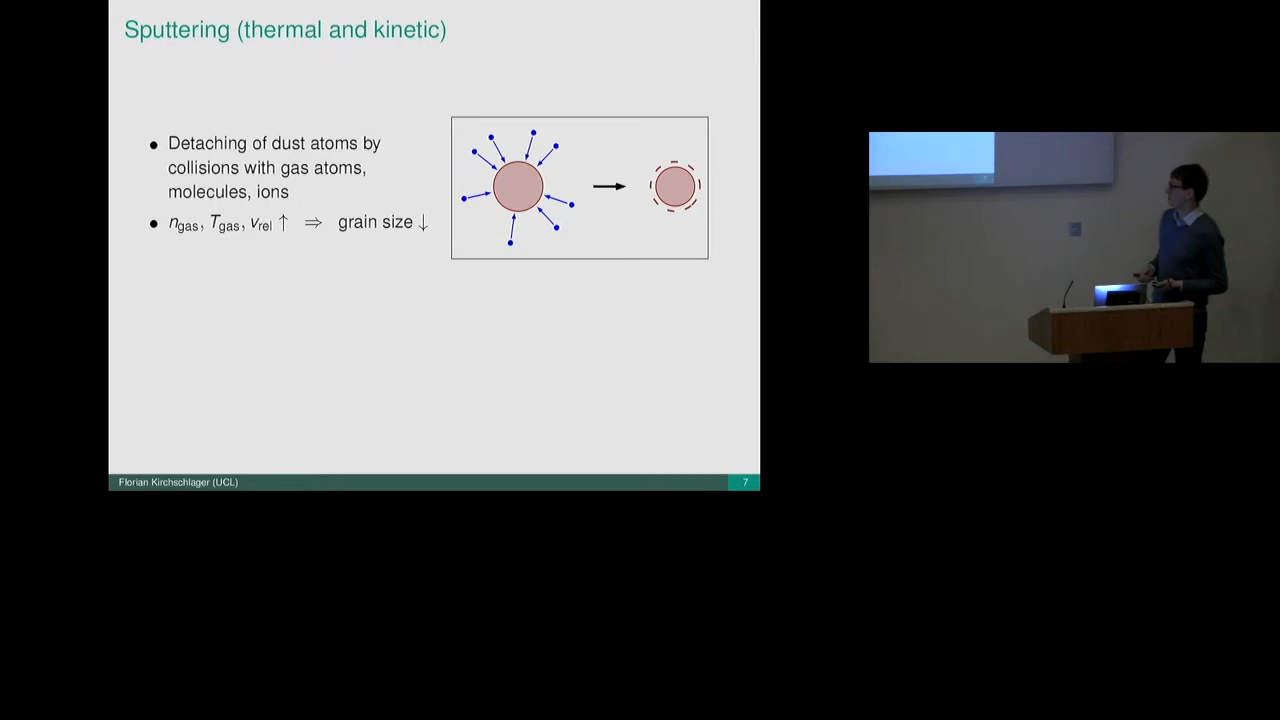 Sputtering (thermal and kinetic)
• Detaching of dust atoms by
collisions with gas atoms,
molecules, ions
• n_gas, T_gas, v_rel ↑ ⇒ grain size ↓
Florian Kirchschlager (UCL)
7